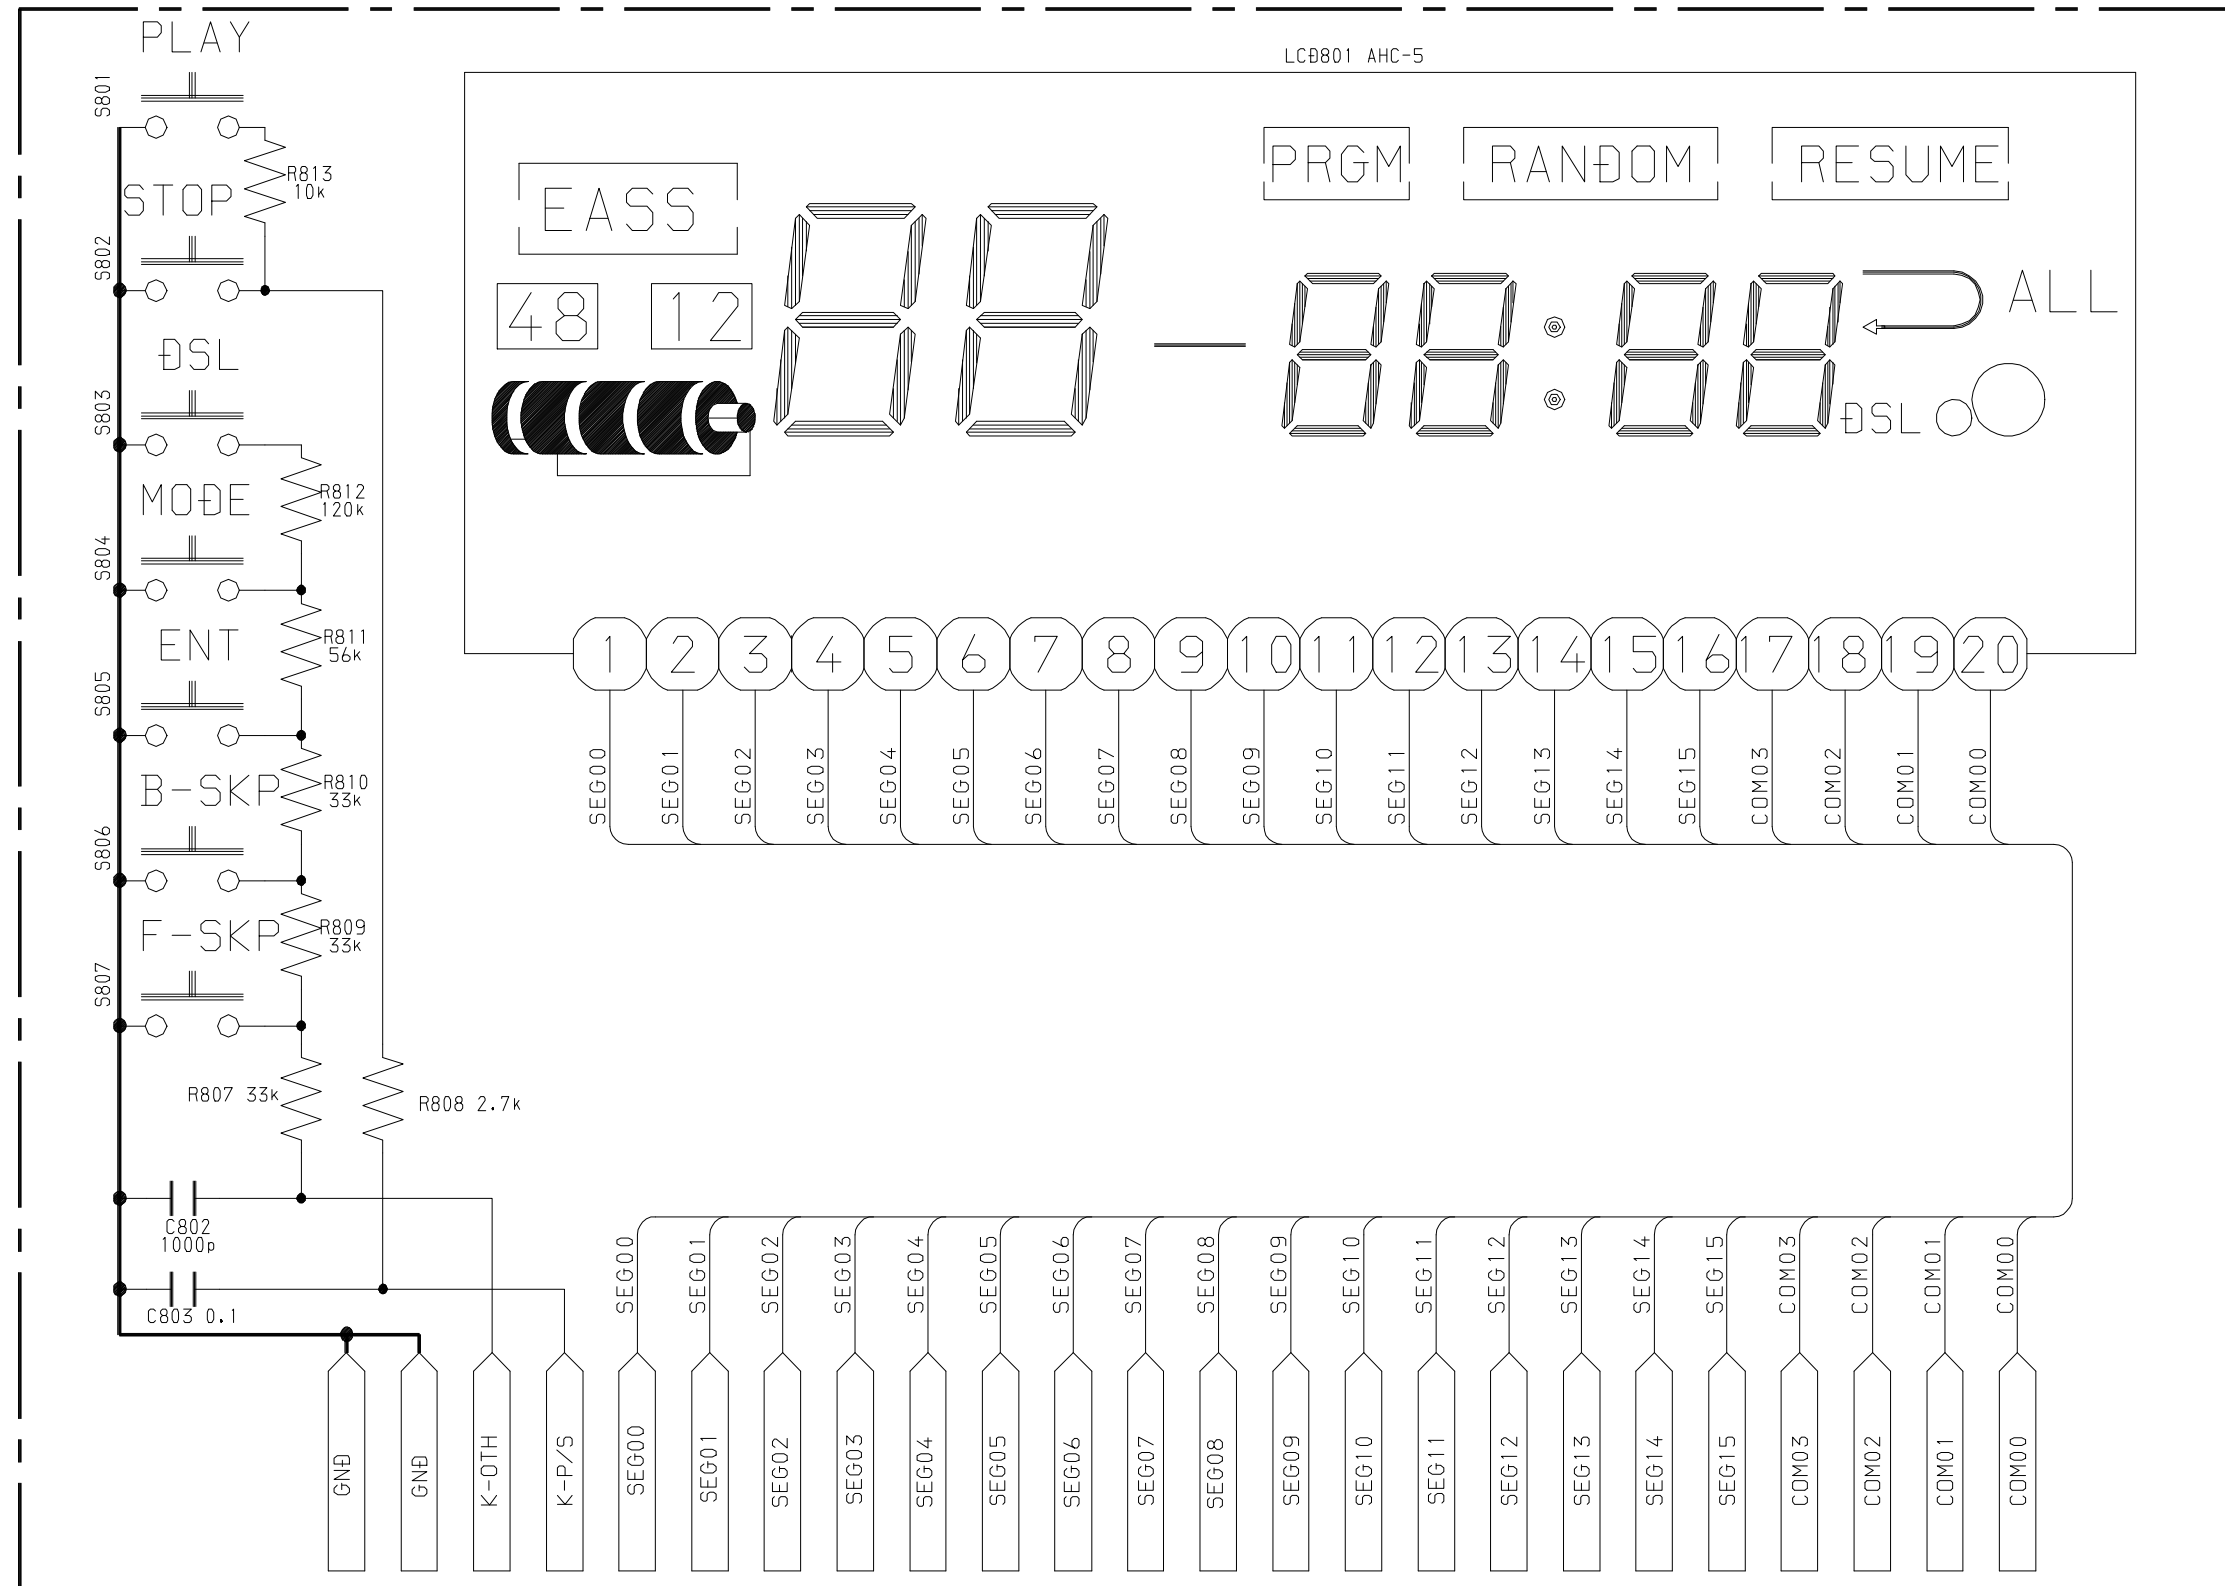 PLAY
LCD801 AHC-5
S801
R813
10k
STOP
S802
DSL
S803
R812
120k
MODE
S804
R811
56k
ENT
S805
R810
33k
B-SKP
S806
R809
33k
F-SKP
S807
R807 33k
R808 2.7k
C802
1000p
C803 0.1
EASS
PRGM RANDOM RESUME
48 12
88 - 88:88
ALL
DSL
1 2 3 4 5 6 7 8 9 10 11 12 13 14 15 16 17 18 19 20
SEG00 SEG01 SEG02 SEG03 SEG04 SEG05 SEG06 SEG07 SEG08 SEG09 SEG10 SEG11 SEG12 SEG13 SEG14 SEG15 COM03 COM02 COM01 COM00
SEG00 SEG01 SEG02 SEG03 SEG04 SEG05 SEG06 SEG07 SEG08 SEG09 SEG10 SEG11 SEG12 SEG13 SEG14 SEG15 COM03 COM02 COM01 COM00
GND GND K-OTH K-P/S SEG00 SEG01 SEG02 SEG03 SEG04 SEG05 SEG06 SEG07 SEG08 SEG09 SEG10 SEG11 SEG12 SEG13 SEG14 SEG15 COM03 COM02 COM01 COM00